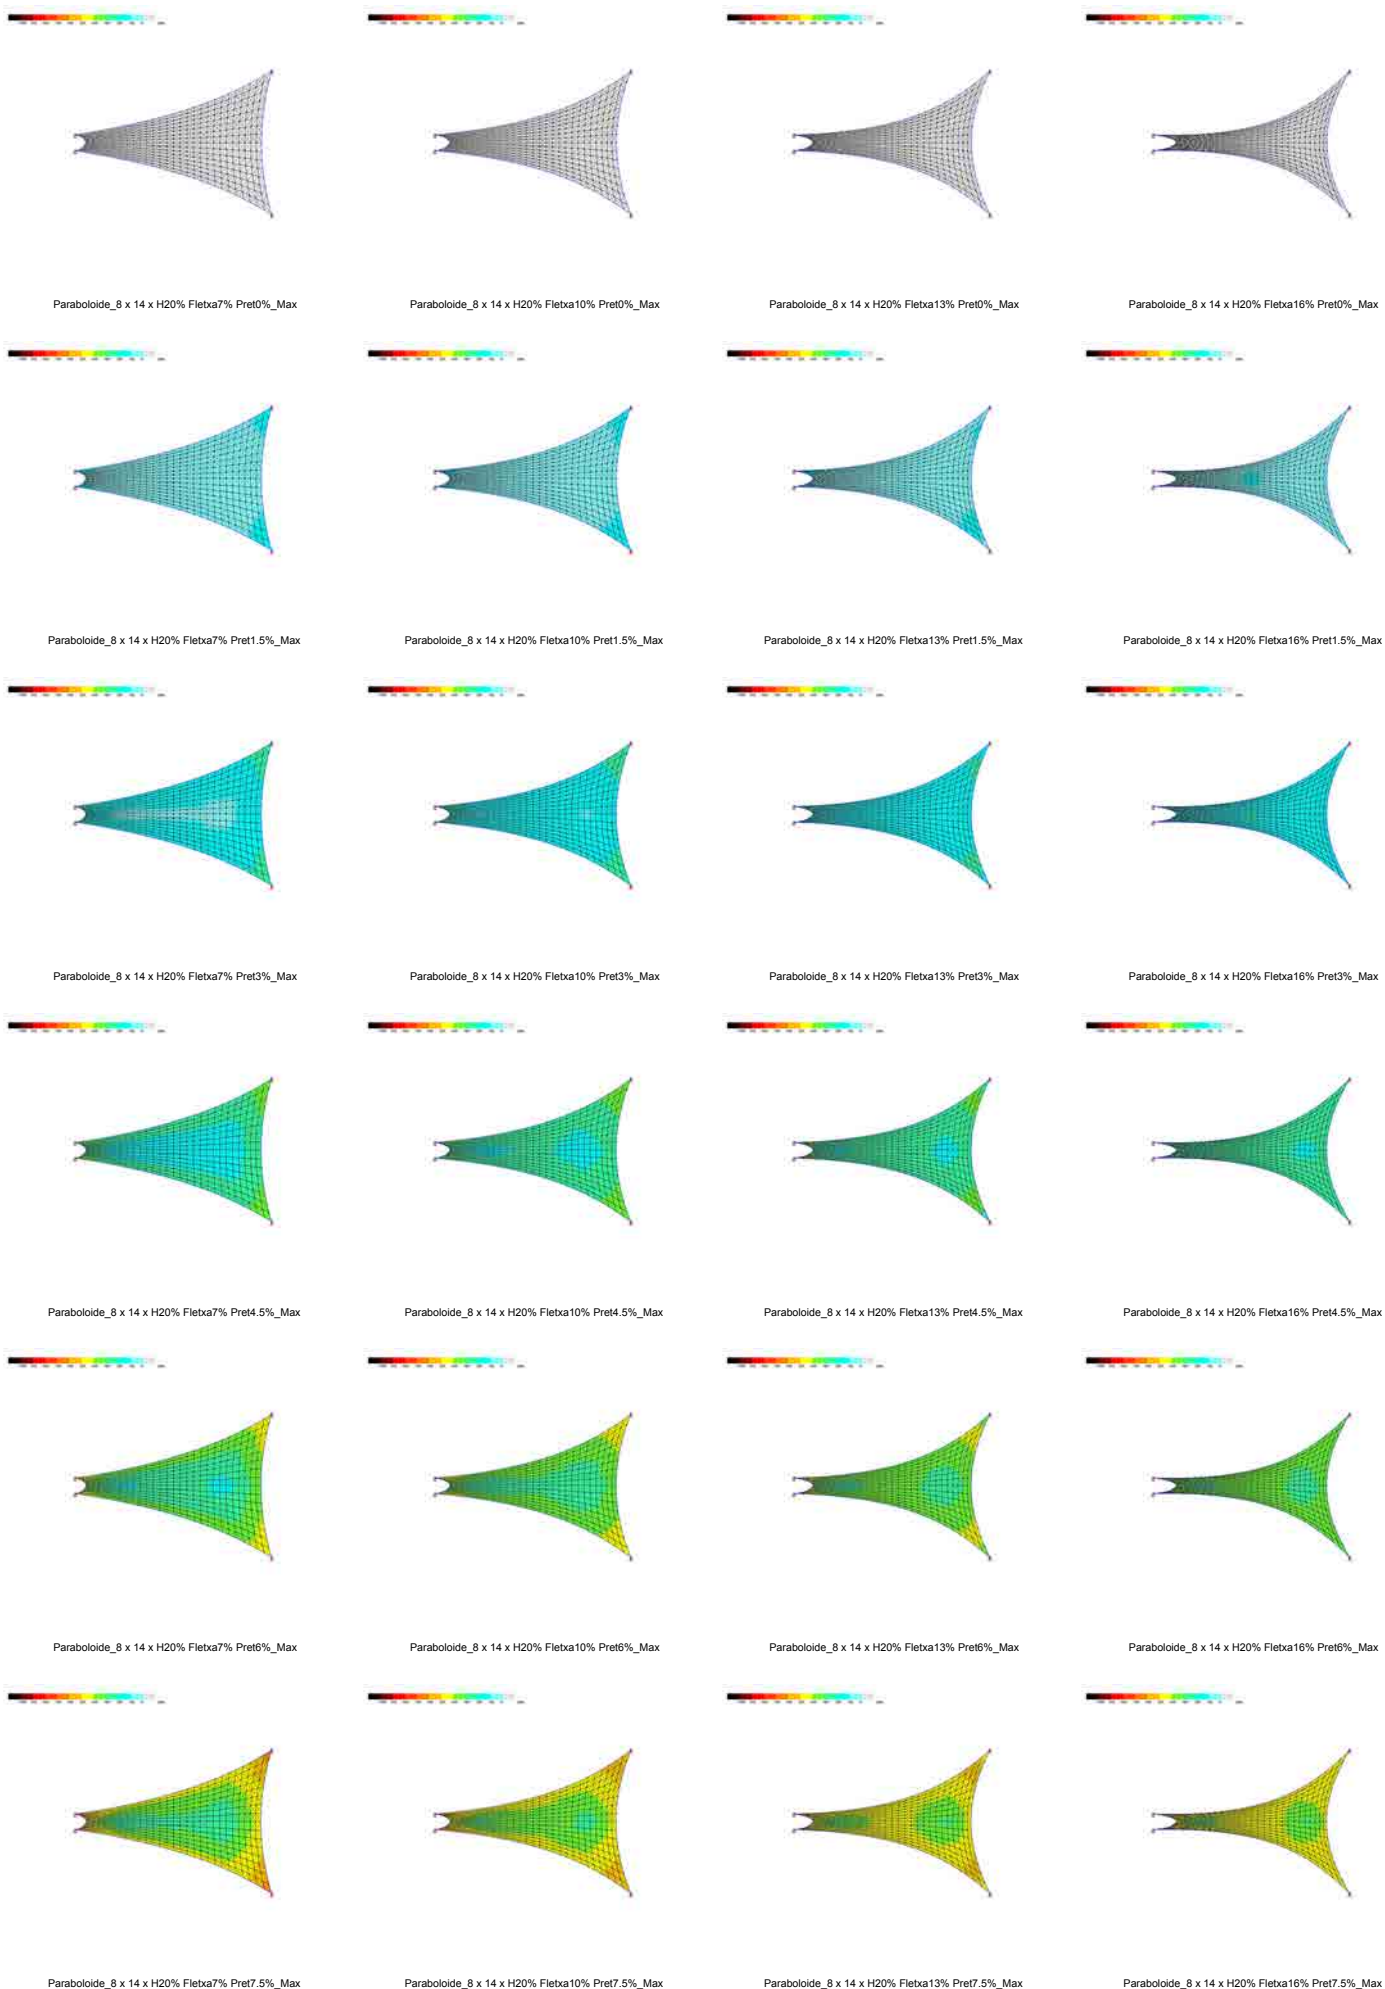 Paraboloide_8 x 14 x H20% Fletxa7% Pret0%_Max
Paraboloide_8 x 14 x H20% Fletxa10% Pret0%_Max
Paraboloide_8 x 14 x H20% Fletxa13% Pret0%_Max
Paraboloide_8 x 14 x H20% Fletxa16% Pret0%_Max
Paraboloide_8 x 14 x H20% Fletxa7% Pret1.5%_Max
Paraboloide_8 x 14 x H20% Fletxa10% Pret1.5%_Max
Paraboloide_8 x 14 x H20% Fletxa13% Pret1.5%_Max
Paraboloide_8 x 14 x H20% Fletxa16% Pret1.5%_Max
Paraboloide_8 x 14 x H20% Fletxa7% Pret3%_Max
Paraboloide_8 x 14 x H20% Fletxa10% Pret3%_Max
Paraboloide_8 x 14 x H20% Fletxa13% Pret3%_Max
Paraboloide_8 x 14 x H20% Fletxa16% Pret3%_Max
Paraboloide_8 x 14 x H20% Fletxa7% Pret4.5%_Max
Paraboloide_8 x 14 x H20% Fletxa10% Pret4.5%_Max
Paraboloide_8 x 14 x H20% Fletxa13% Pret4.5%_Max
Paraboloide_8 x 14 x H20% Fletxa16% Pret4.5%_Max
Paraboloide_8 x 14 x H20% Fletxa7% Pret6%_Max
Paraboloide_8 x 14 x H20% Fletxa10% Pret6%_Max
Paraboloide_8 x 14 x H20% Fletxa13% Pret6%_Max
Paraboloide_8 x 14 x H20% Fletxa16% Pret6%_Max
Paraboloide_8 x 14 x H20% Fletxa7% Pret7.5%_Max
Paraboloide_8 x 14 x H20% Fletxa10% Pret7.5%_Max
Paraboloide_8 x 14 x H20% Fletxa13% Pret7.5%_Max
Paraboloide_8 x 14 x H20% Fletxa16% Pret7.5%_Max